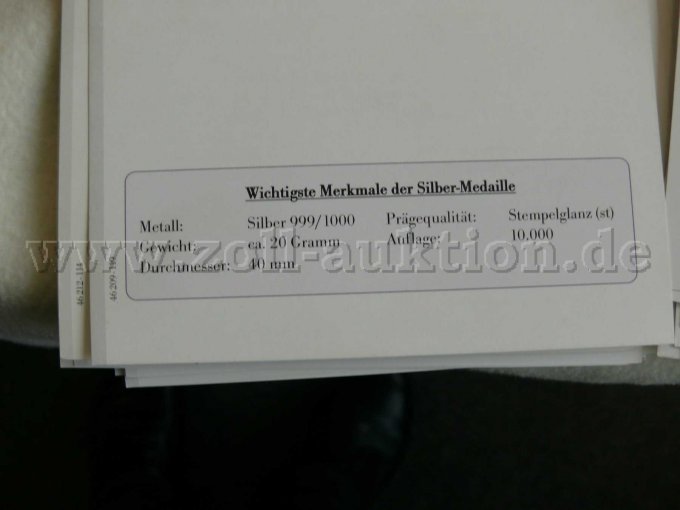 Wichtigste Merkmale der Silber-Medaille
Metall: Silber 999/1000 Prägequalität: Stempelglanz (st)
Gewicht: ca. 20 Gramm Auflage: 10.000
Durchmesser: 40 mm
www.zoll-auktion.de